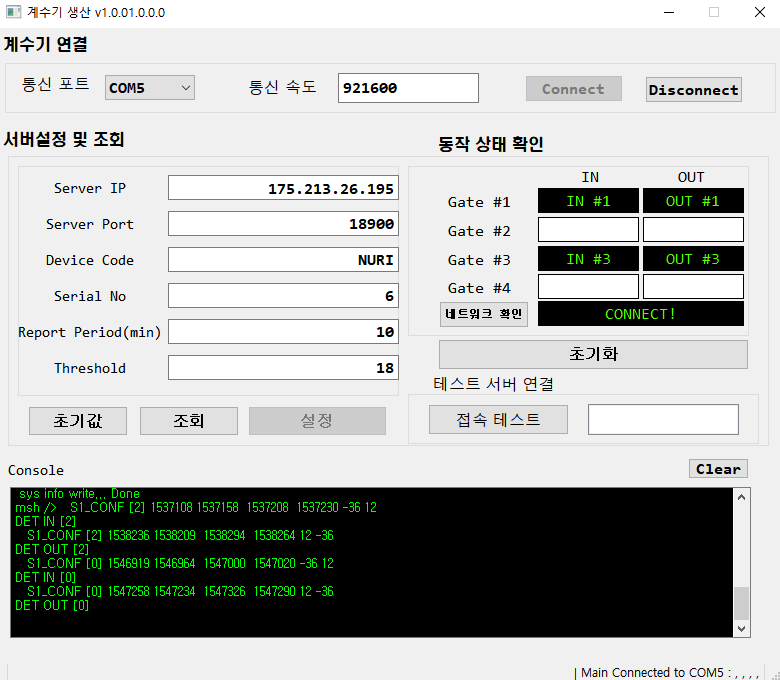 계수기 생산 v1.0.01.0.0.0
계수기 연결
통신 포트 COM5 통신 속도 921600 Connect Disconnect
서버설정 및 조회
동작 상태 확인
IN OUT
Server IP 175.213.26.195
Gate #1 IN #1 OUT #1
Server Port 18900
Gate #2
Device Code NURI
Gate #3 IN #3 OUT #3
Serial No 6
Gate #4
네트워크 확인 CONNECT!
Report Period(min) 10
초기화
Threshold 18
테스트 서버 연결
초기값 조회 설정
접속 테스트
Console
Clear
sys info write,,, Done
msh /> S1_CONF [2] 1537108 1537158 1537208 1537230 -36 12
DET IN [2]
S1_CONF [2] 1538236 1538209 1538294 1538264 12 -36
DET OUT [2]
S1_CONF [0] 1546919 1546964 1547000 1547020 -36 12
DET IN [0]
S1_CONF [0] 1547258 1547234 1547326 1547290 12 -36
DET OUT [0]
| Main Connected to COM5 : , , , ,